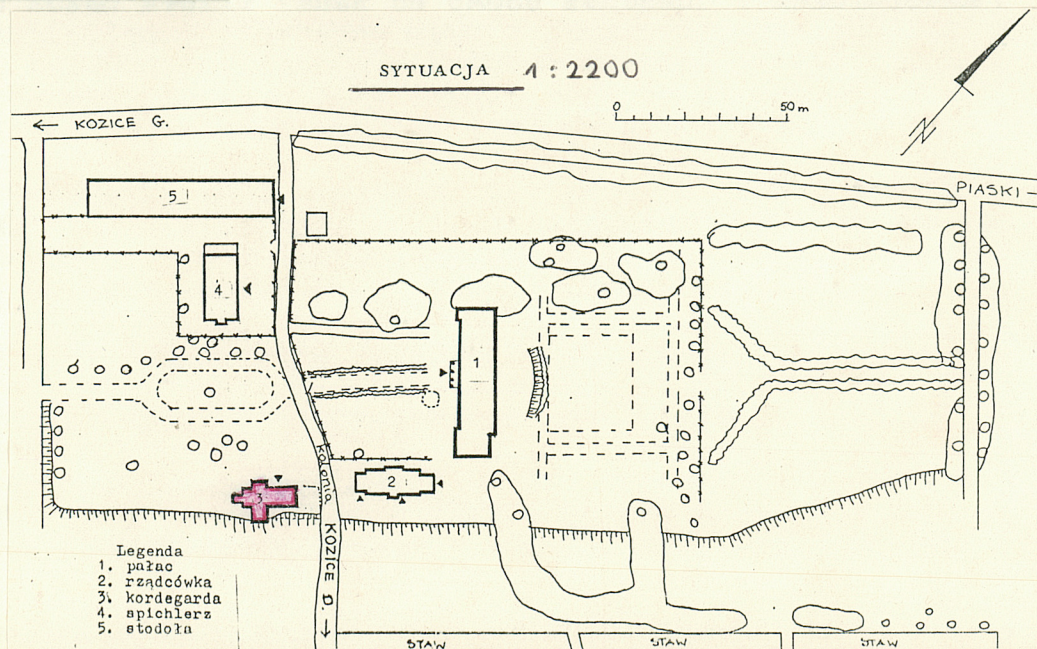 SYTUACJA 1:2200
0 50 m
← KOZICE G.
PIASKI –
5
4
1
2
3
Kolonia
KOZICE D. →
Legenda
1. pałac
2. rządcówka
3. kordegarda
4. spichlerz
5. stodoła
STAW STAW STAW
N